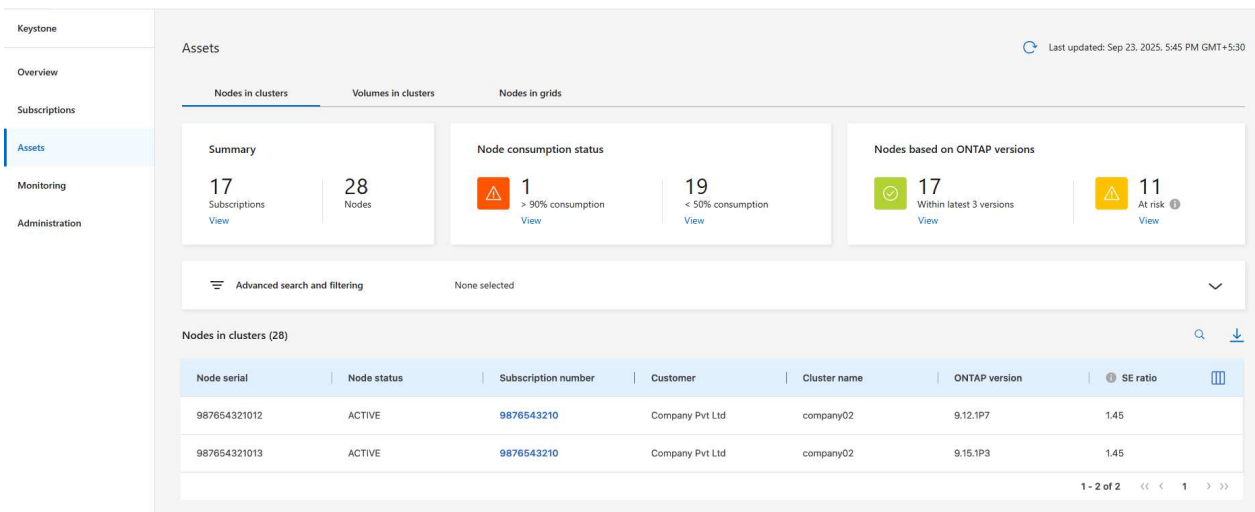 Keystone
Overview
Subscriptions
Assets
Monitoring
Administration
Assets
Last updated: Sep 23, 2025, 5:45 PM GMT+5:30
Nodes in clusters Volumes in clusters Nodes in grids
Summary
17 28
Subscriptions Nodes
View
Node consumption status
1 19
> 90% consumption < 50% consumption
View View
Nodes based on ONTAP versions
17 11
Within latest 3 versions At risk
View View
Advanced search and filtering None selected
Nodes in clusters (28)
Node serial Node status Subscription number Customer Cluster name ONTAP version SE ratio
987654321012 ACTIVE 9876543210 Company Pvt Ltd company02 9.12.1P7 1.45
987654321013 ACTIVE 9876543210 Company Pvt Ltd company02 9.15.1P3 1.45
1 - 2 of 2 << < 1 > >>